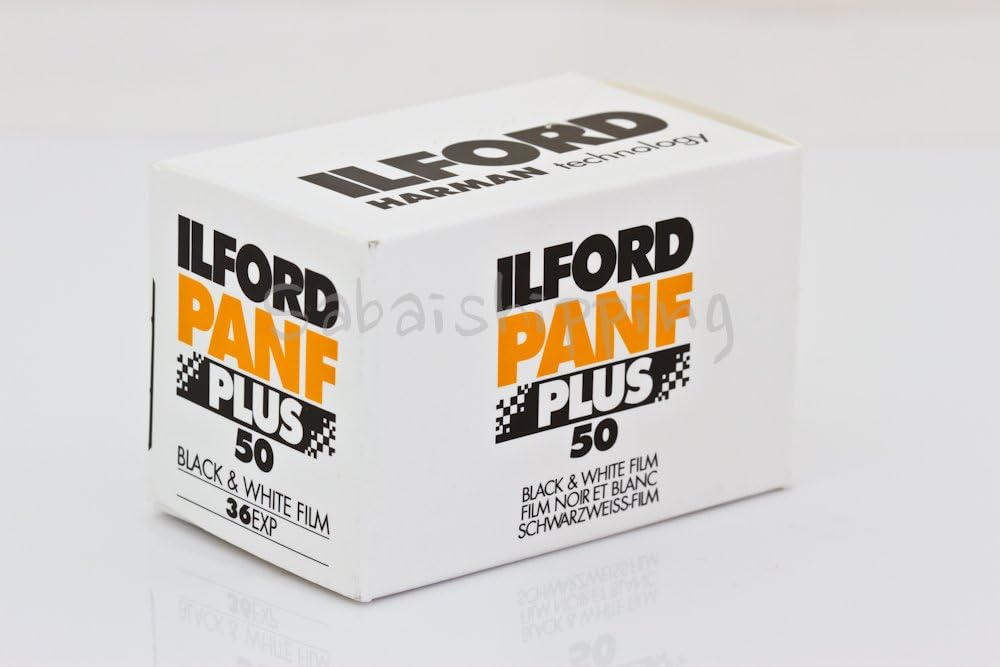 ILFORD
HARMAN technology
ILFORD
PANF
PLUS
50
BLACK & WHITE FILM
36EXP
ILFORD
PANF
PLUS
50
BLACK & WHITE FILM
FILM NOIR ET BLANC
SCHWARZWEISS-FILM
Sabaishipping